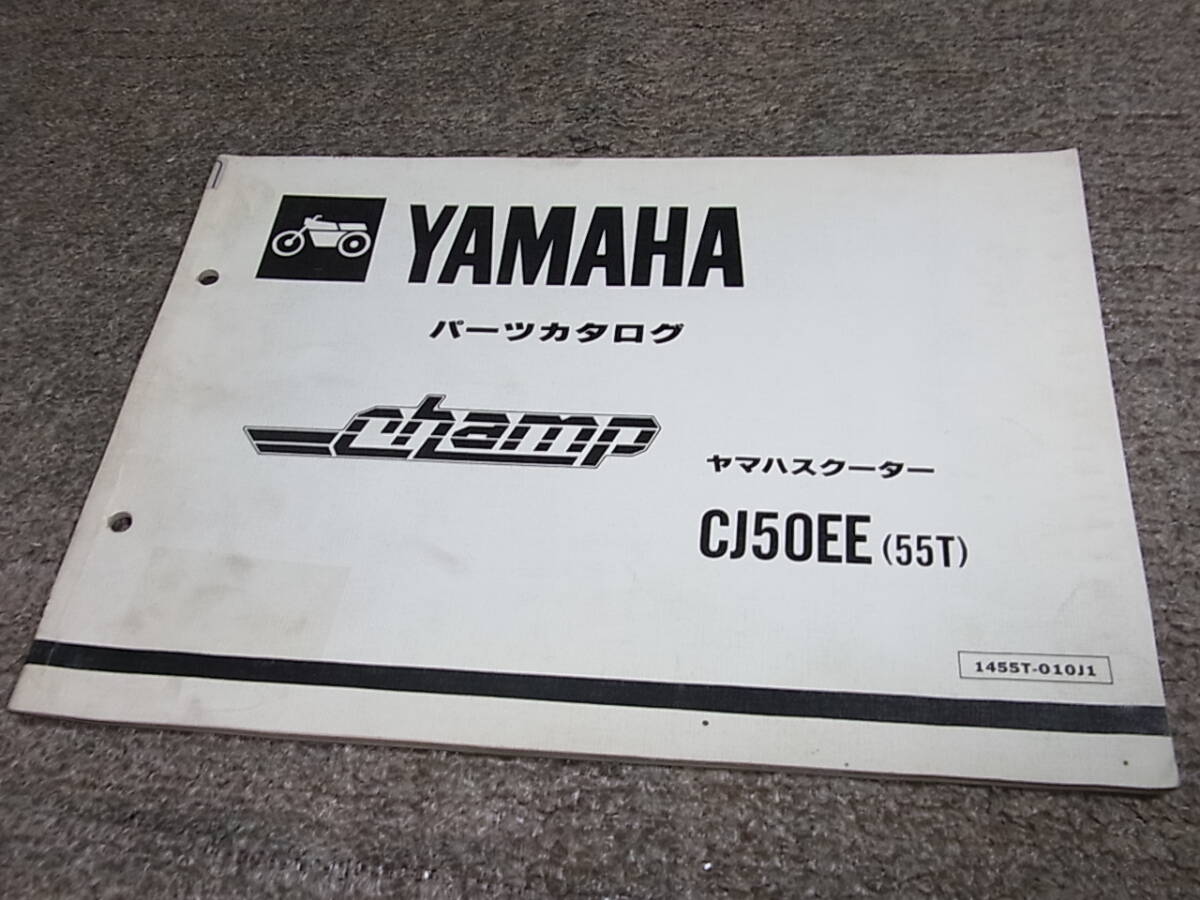 YAMAHA
パーツカタログ
champ
ヤマハスクーター
CJ50EE (55T)
1455T-010J1